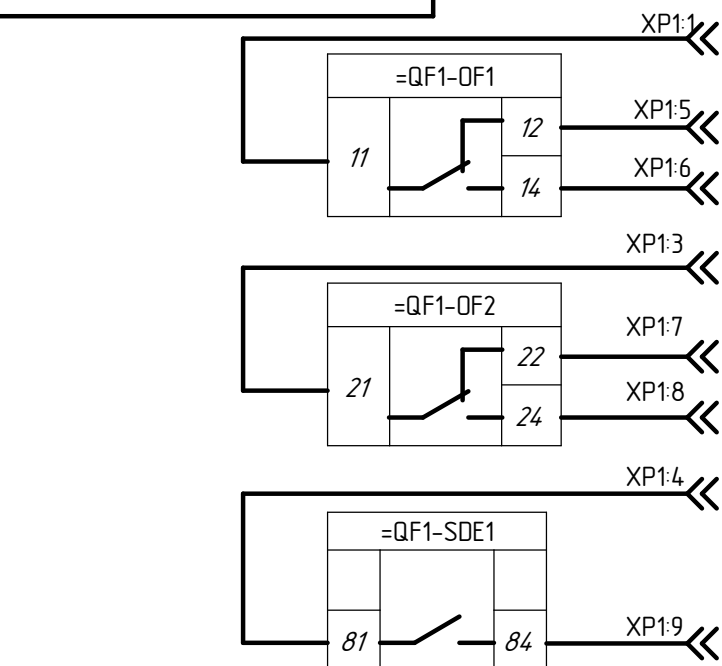 XP1:1
=QF1-OF1
XP1:5
12
11
XP1:6
14
XP1:3
=QF1-OF2
XP1:7
22
21
XP1:8
24
XP1:4
=QF1-SDE1
XP1:9
81
84